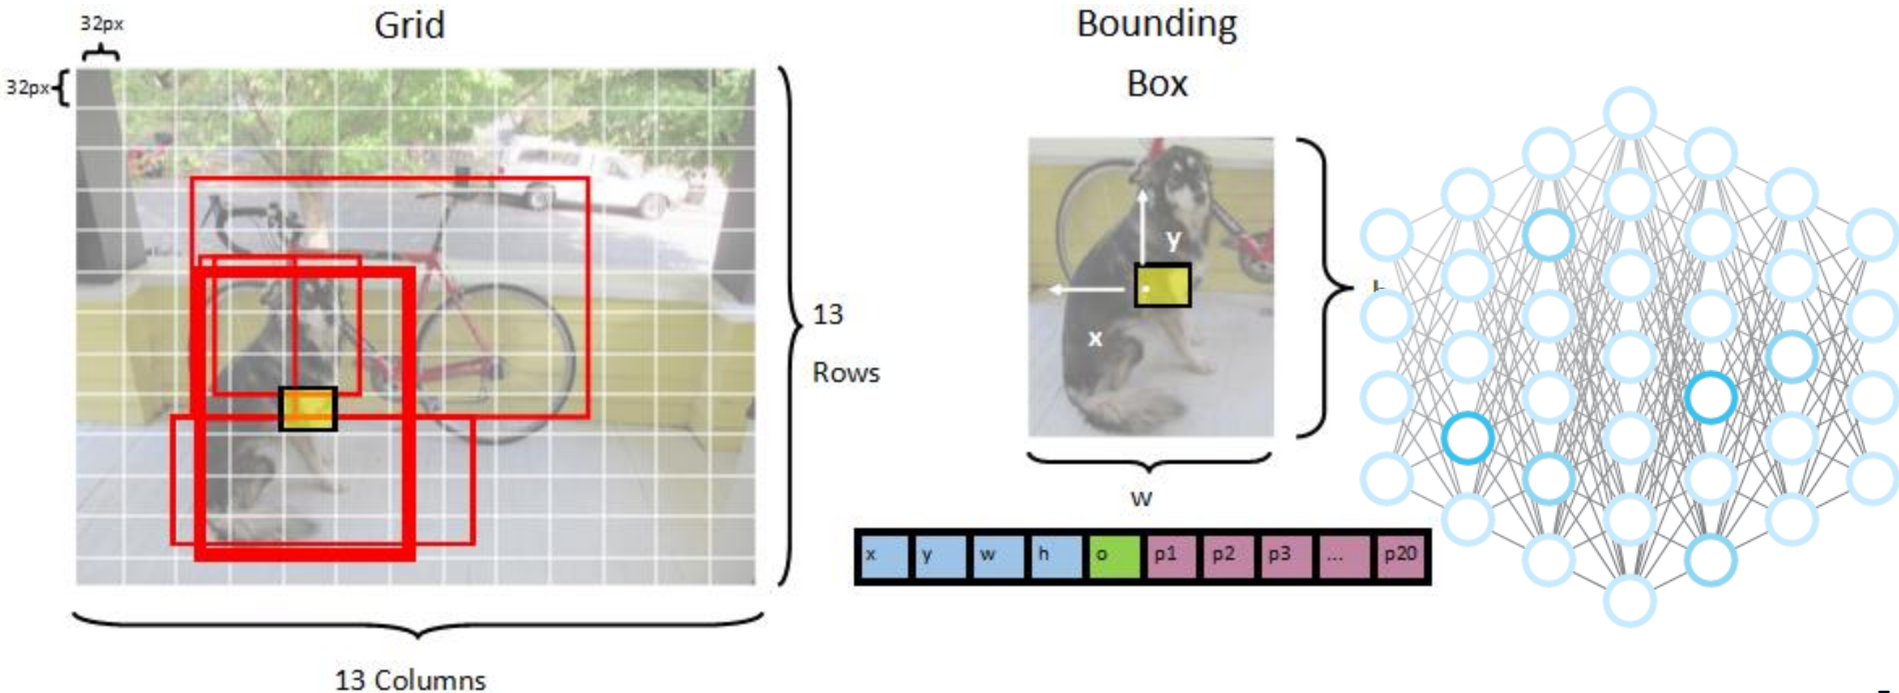 32px
Grid
32px
13
Rows
13 Columns
Bounding
Box
y
x
w
x y w h o p1 p2 p3 ... p20